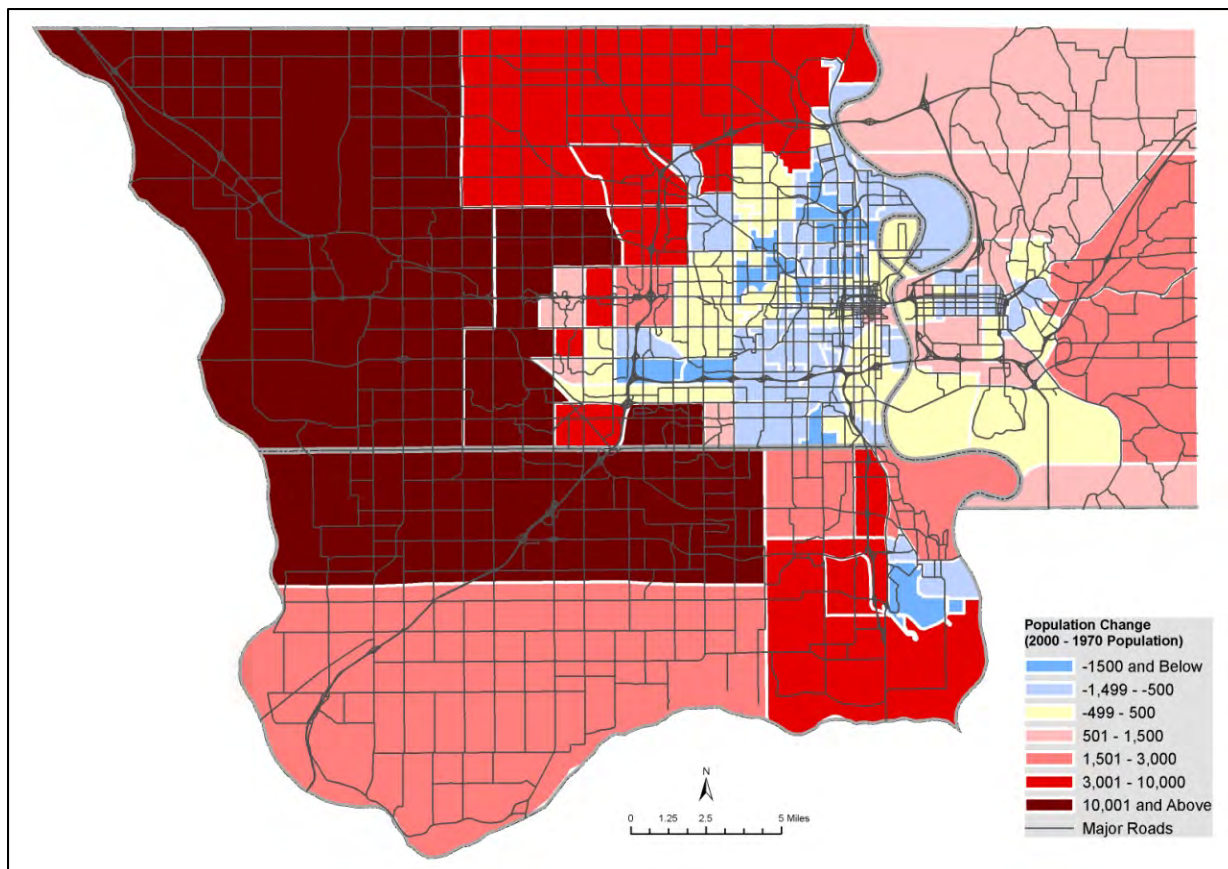 N
0 1.25 2.5 5 Miles
Population Change
(2000 - 1970 Population)
-1500 and Below
-1,499 - -500
-499 - 500
501 - 1,500
1,501 - 3,000
3,001 - 10,000
10,001 and Above
Major Roads